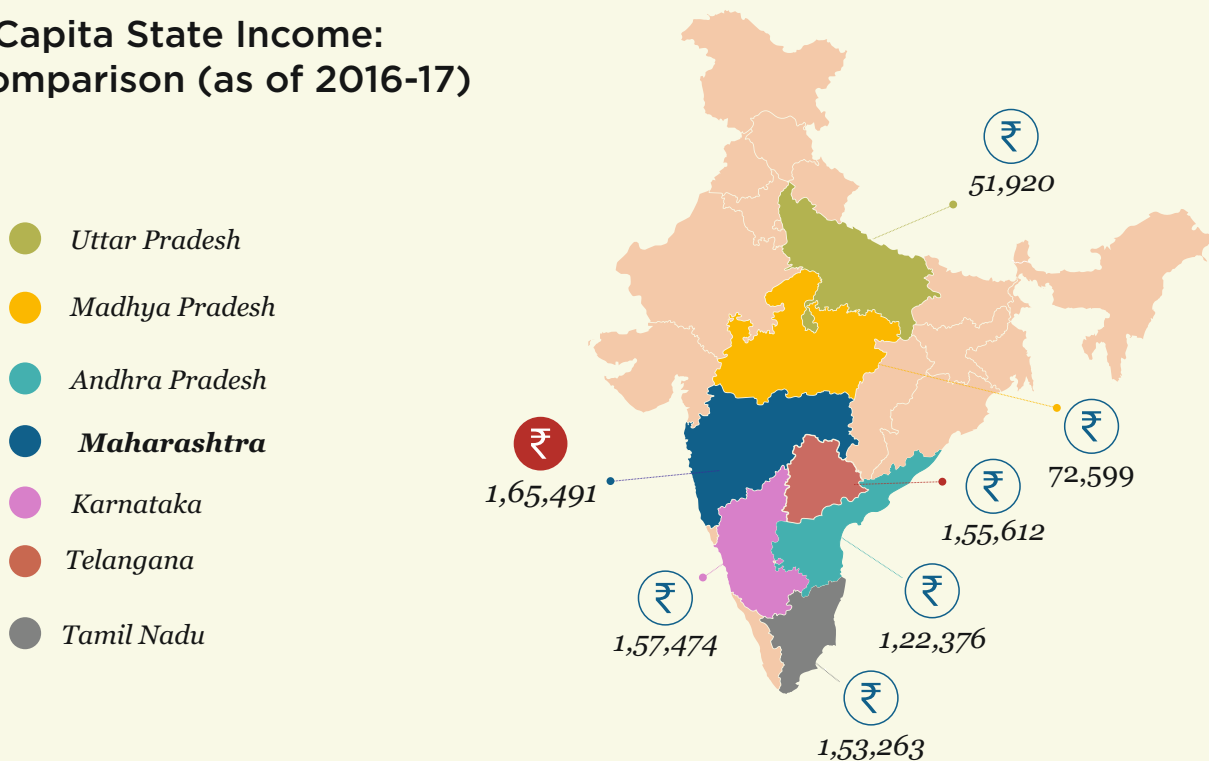 Capita State Income:
omparison (as of 2016-17)
Uttar Pradesh
Madhya Pradesh
Andhra Pradesh
Maharashtra
Karnataka
Telangana
Tamil Nadu
₹
51,920
₹
72,599
₹
1,65,491
₹
1,55,612
₹
1,57,474
₹
1,22,376
₹
1,53,263